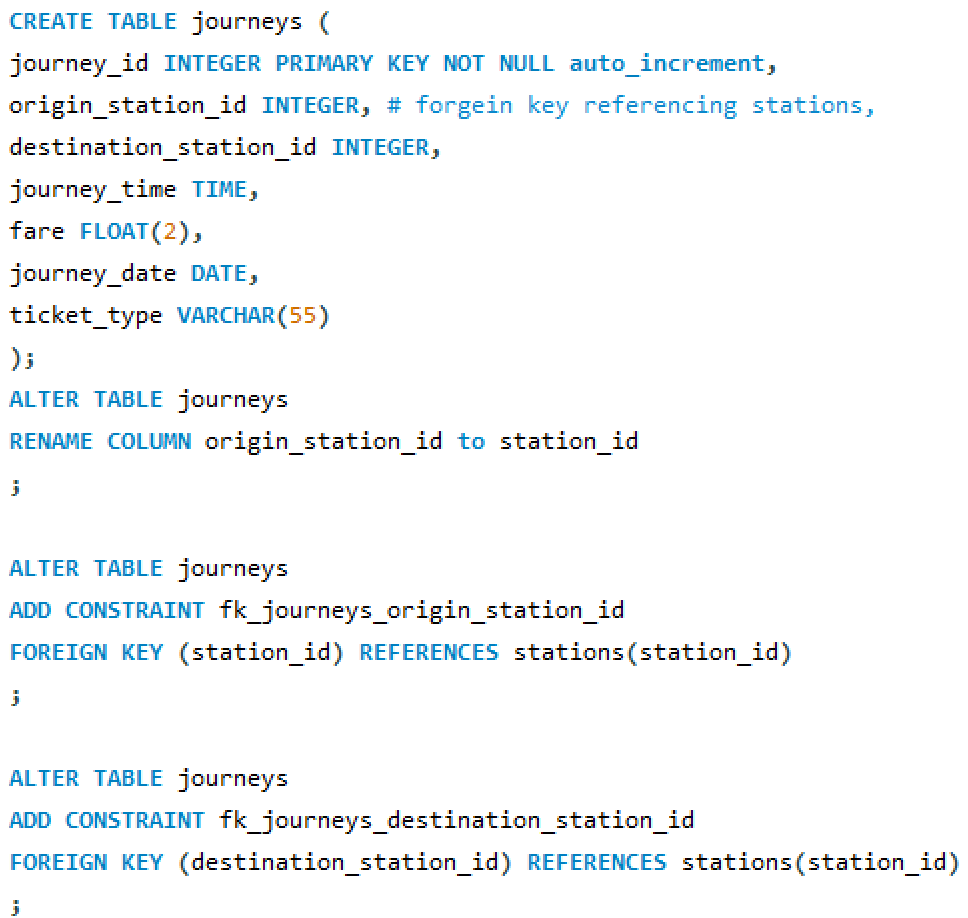 CREATE TABLE journeys (
journey_id INTEGER PRIMARY KEY NOT NULL auto_increment,
origin_station_id INTEGER, # forgein key referencing stations,
destination_station_id INTEGER,
journey_time TIME,
fare FLOAT(2),
journey_date DATE,
ticket_type VARCHAR(55)
);
ALTER TABLE journeys
RENAME COLUMN origin_station_id to station_id
;
ALTER TABLE journeys
ADD CONSTRAINT fk_journeys_origin_station_id
FOREIGN KEY (station_id) REFERENCES stations(station_id)
;
ALTER TABLE journeys
ADD CONSTRAINT fk_journeys_destination_station_id
FOREIGN KEY (destination_station_id) REFERENCES stations(station_id)
;